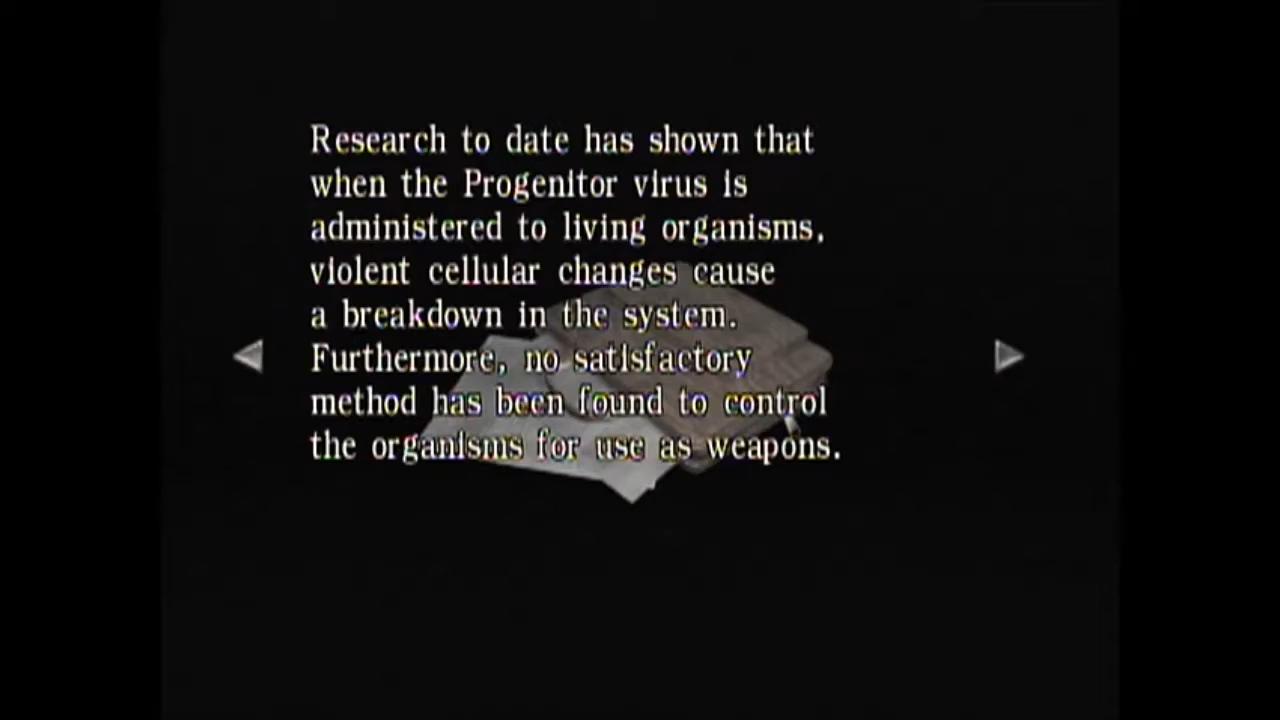 Research to date has shown that
when the Progenitor virus is
administered to living organisms,
violent cellular changes cause
a breakdown in the system.
Furthermore, no satisfactory
method has been found to control
the organisms for use as weapons.